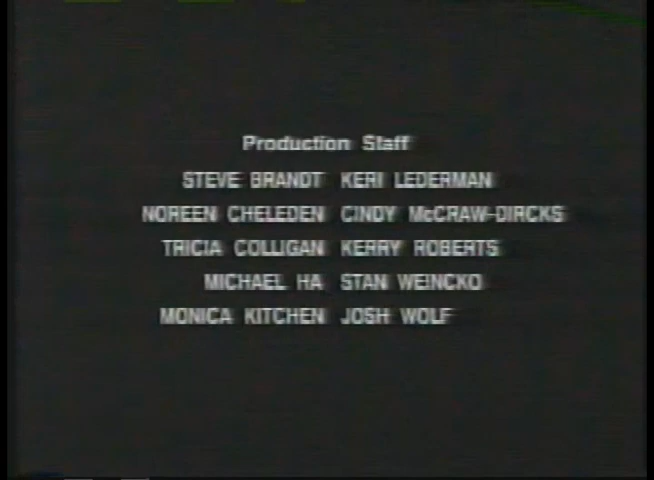 Production Staff
STEVE BRANDT KERI LEDERMAN
NOREEN CHELEDEN CINDY McCRAW-DIRCKS
TRICIA COLLIGAN KERRY ROBERTS
MICHAEL HA STAN WEINCKO
MONICA KITCHEN JOSH WOLF